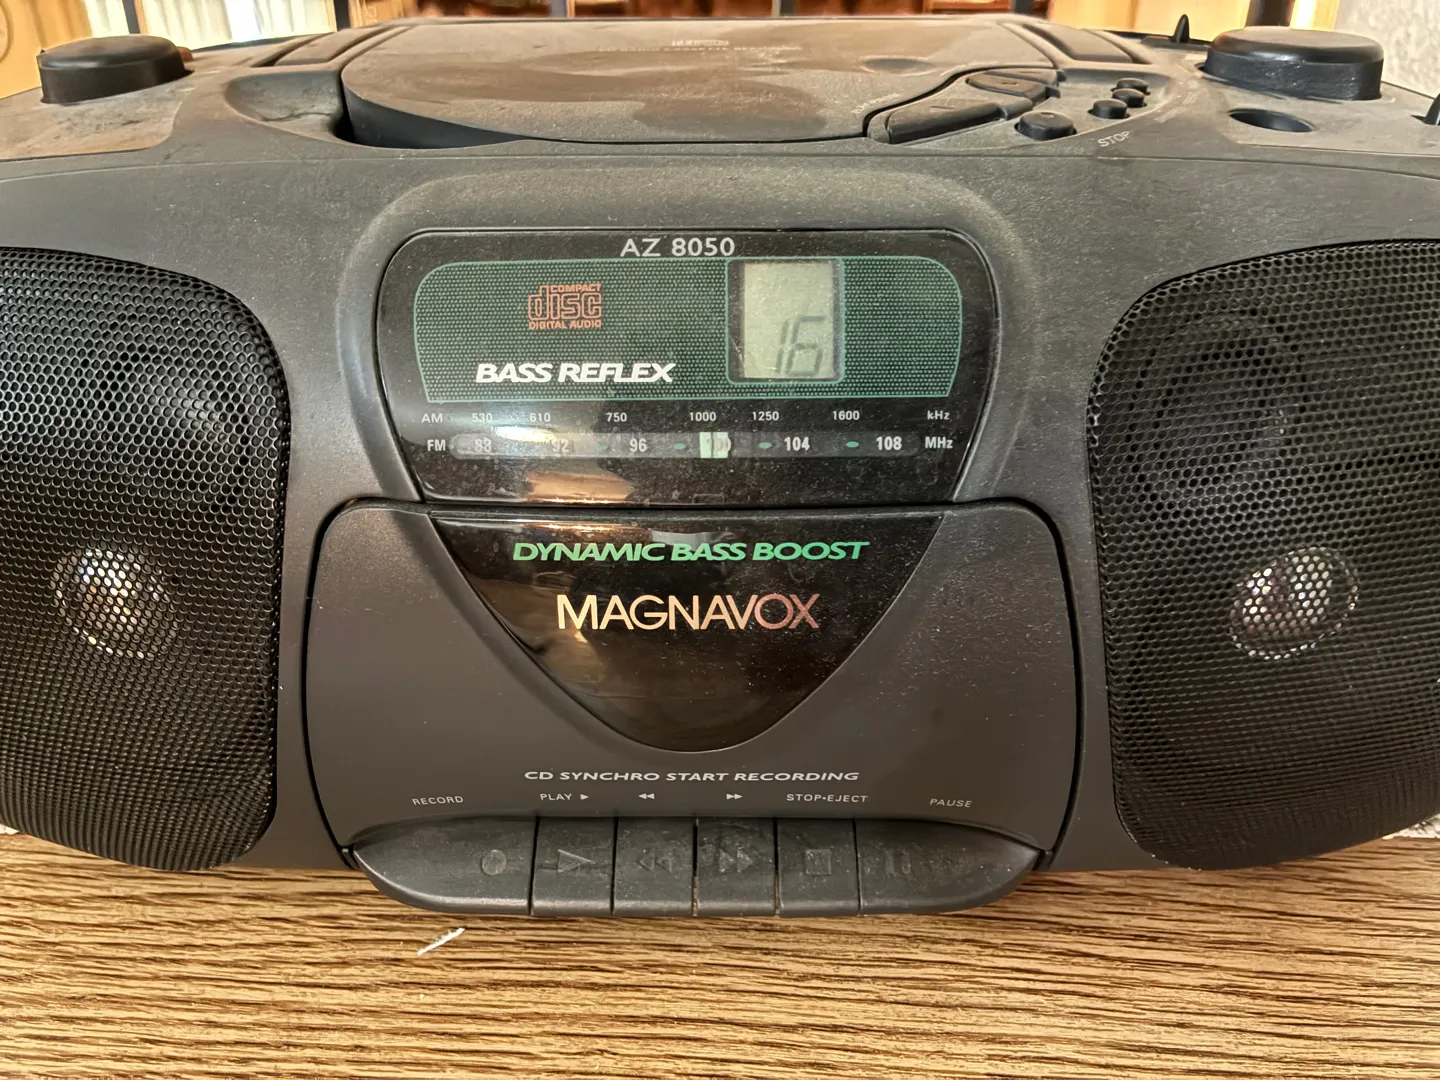 STOP
AZ 8050
COMPACT
disc
DIGITAL AUDIO
16
BASS REFLEX
AM 530 610 750 1000 1250 1600 kHz
FM 88 92 96 100 104 108 MHz
DYNAMIC BASS BOOST
MAGNAVOX
CD SYNCHRO START RECORDING
RECORD PLAY ▶ ◀◀ ▶▶ STOP•EJECT PAUSE